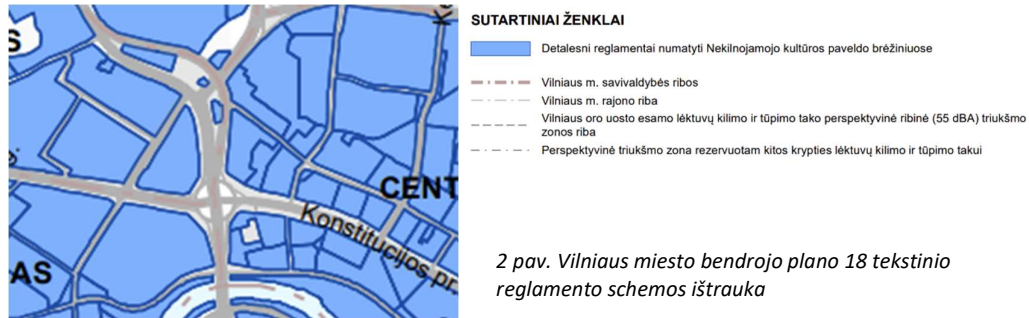 S
CENT
Konstitucijos pr.
AS
SUTARTINIAI ŽENKLAI
Detalesni reglamentai numatyti Nekilnojamojo kultūros paveldo brėžiniuose
Vilniaus m. savivaldybės ribos
Vilniaus m. rajono riba
Vilniaus oro uosto esamo lėktuvų kilimo ir tūpimo tako perspektyvinė ribinė (55 dBA) triukšmo
zonos riba
Perspektyvinė triukšmo zona rezervuotam kitos krypties lėktuvų kilimo ir tūpimo takui
2 pav. Vilniaus miesto bendrojo plano 18 tekstinio
reglamento schemos ištrauka